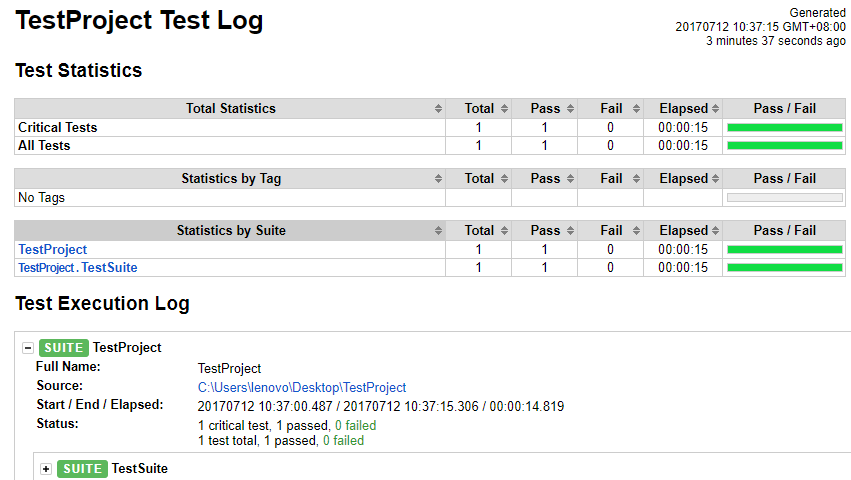 TestProject Test Log
Generated
20170712 10:37:15 GMT+08:00
3 minutes 37 seconds ago
Test Statistics
Total Statistics Total Pass Fail Elapsed Pass / Fail
Critical Tests 1 1 0 00:00:15
All Tests 1 1 0 00:00:15
Statistics by Tag Total Pass Fail Elapsed Pass / Fail
No Tags
Statistics by Suite Total Pass Fail Elapsed Pass / Fail
TestProject 1 1 0 00:00:15
TestProject . TestSuite 1 1 0 00:00:15
Test Execution Log
SUITE TestProject
Full Name: TestProject
Source: C:\Users\lenovo\Desktop\TestProject
Start / End / Elapsed: 20170712 10:37:00.487 / 20170712 10:37:15.306 / 00:00:14.819
Status: 1 critical test, 1 passed, 0 failed
1 test total, 1 passed, 0 failed
SUITE TestSuite